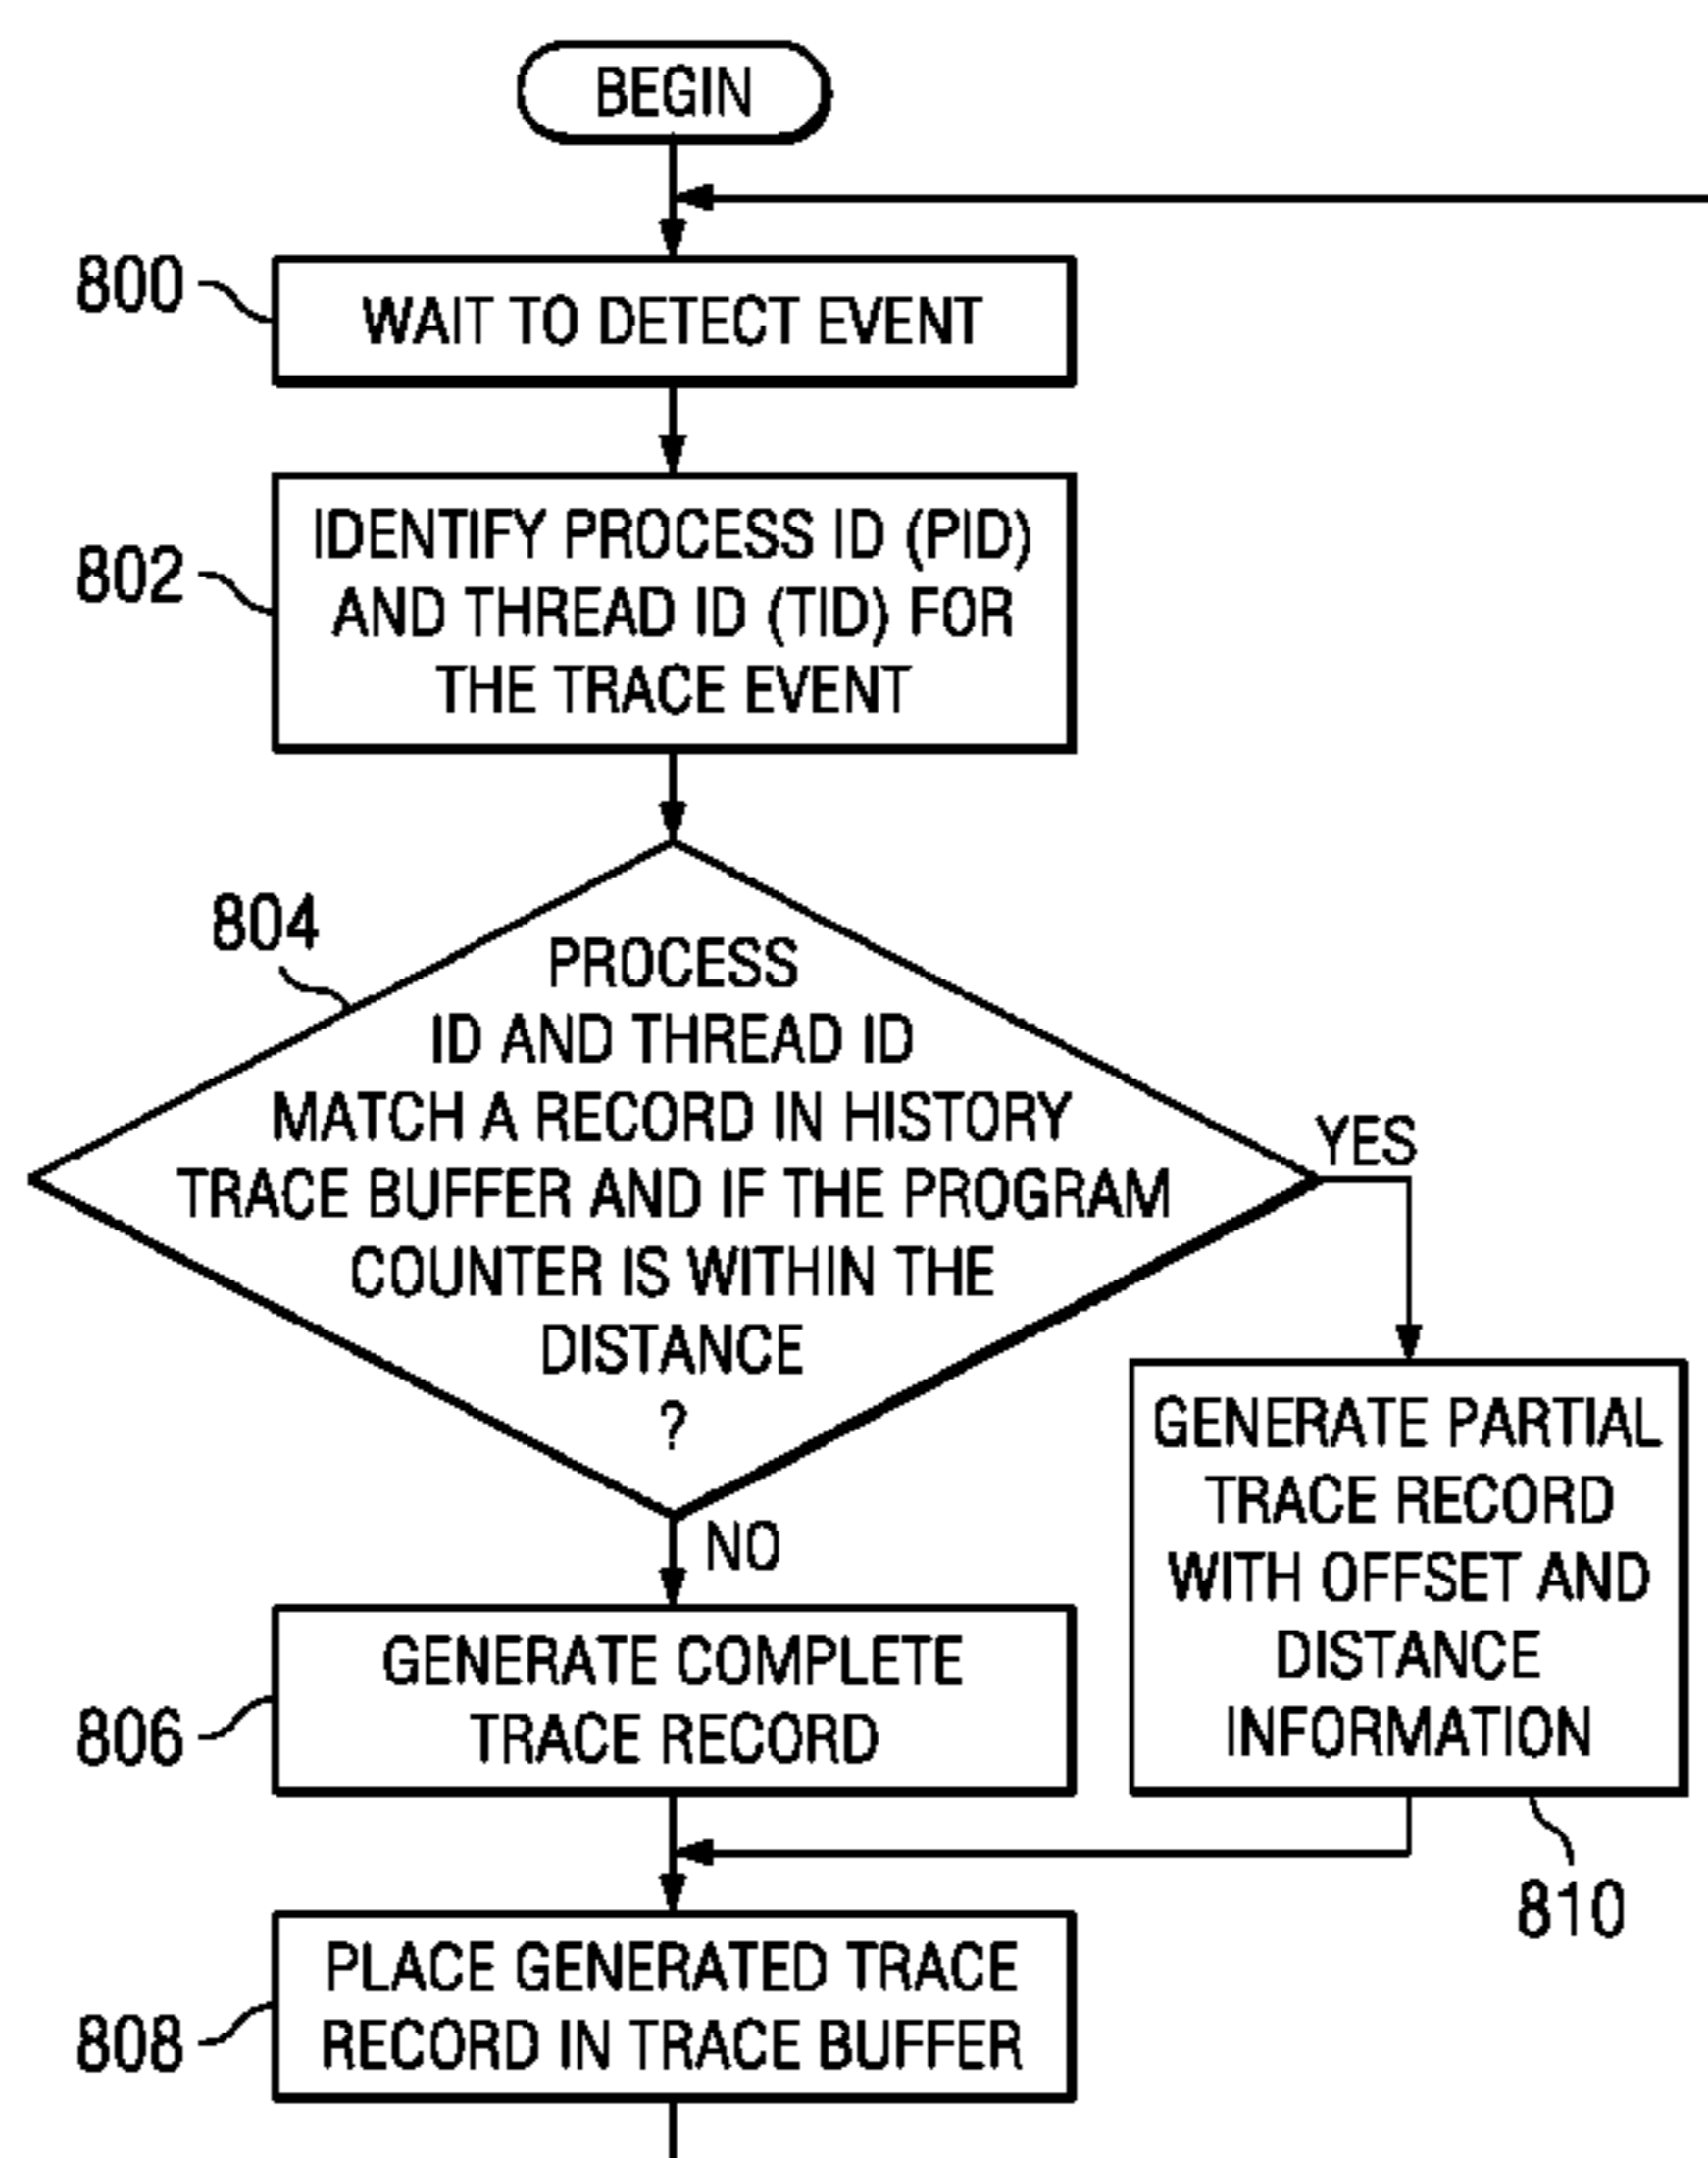 BEGIN
800
WAIT TO DETECT EVENT
802
IDENTIFY PROCESS ID (PID)
AND THREAD ID (TID) FOR
THE TRACE EVENT
804
PROCESS
ID AND THREAD ID
MATCH A RECORD IN HISTORY
TRACE BUFFER AND IF THE PROGRAM
COUNTER IS WITHIN THE
DISTANCE
?
YES
NO
GENERATE PARTIAL
TRACE RECORD
WITH OFFSET AND
DISTANCE
INFORMATION
810
806
GENERATE COMPLETE
TRACE RECORD
808
PLACE GENERATED TRACE
RECORD IN TRACE BUFFER